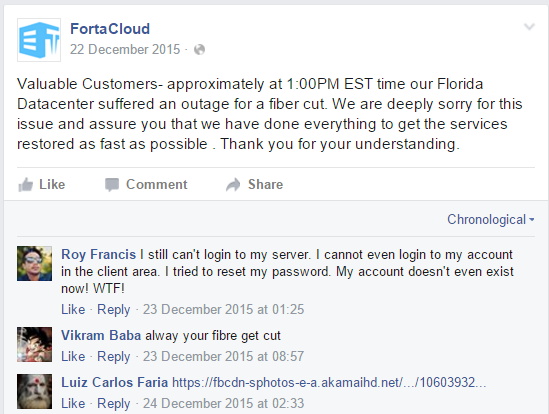 FortaCloud
22 December 2015 ·
Valuable Customers- approximately at 1:00PM EST time our Florida
Datacenter suffered an outage for a fiber cut. We are deeply sorry for this
issue and assure you that we have done everything to get the services
restored as fast as possible . Thank you for your understanding.
Like Comment Share
Chronological
Roy Francis I still can't login to my server. I cannot even login to my account
in the client area. I tried to reset my password. My account doesn't even exist
now! WTF!
Like · Reply · 23 December 2015 at 01:25
Vikram Baba alway your fibre get cut
Like · Reply · 23 December 2015 at 08:57
Luiz Carlos Faria https://fbcdn-sphotos-e-a.akamaihd.net/.../10603932...
Like · Reply · 24 December 2015 at 02:33